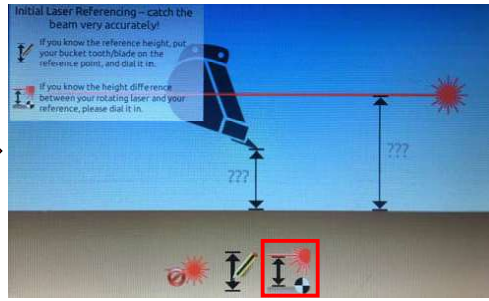 Initial Laser Referencing – catch the
beam very accurately!
If you know the reference height, put
your bucket tooth/blade on the
reference point, and dial it in.
If you know the height difference
between your rotating laser and your
reference, please dial it in.
???
???